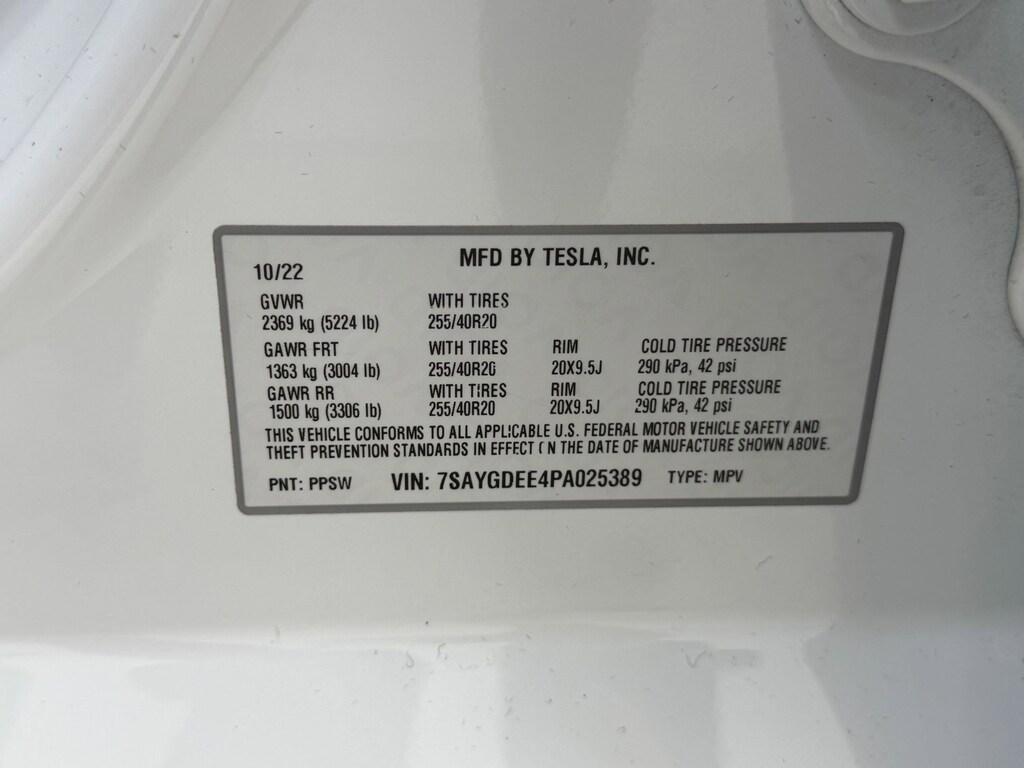 MFD BY TESLA, INC.
10/22
GVWR WITH TIRES
2369 kg (5224 lb) 255/40R20
GAWR FRT WITH TIRES RIM COLD TIRE PRESSURE
1363 kg (3004 lb) 255/40R20 20X9.5J 290 kPa, 42 psi
GAWR RR WITH TIRES RIM COLD TIRE PRESSURE
1500 kg (3306 lb) 255/40R20 20X9.5J 290 kPa, 42 psi
THIS VEHICLE CONFORMS TO ALL APPLICABLE U.S. FEDERAL MOTOR VEHICLE SAFETY AND
THEFT PREVENTION STANDARDS IN EFFECT ON THE DATE OF MANUFACTURE SHOWN ABOVE.
PNT: PPSW VIN: 7SAYGDEE4PA025389 TYPE: MPV